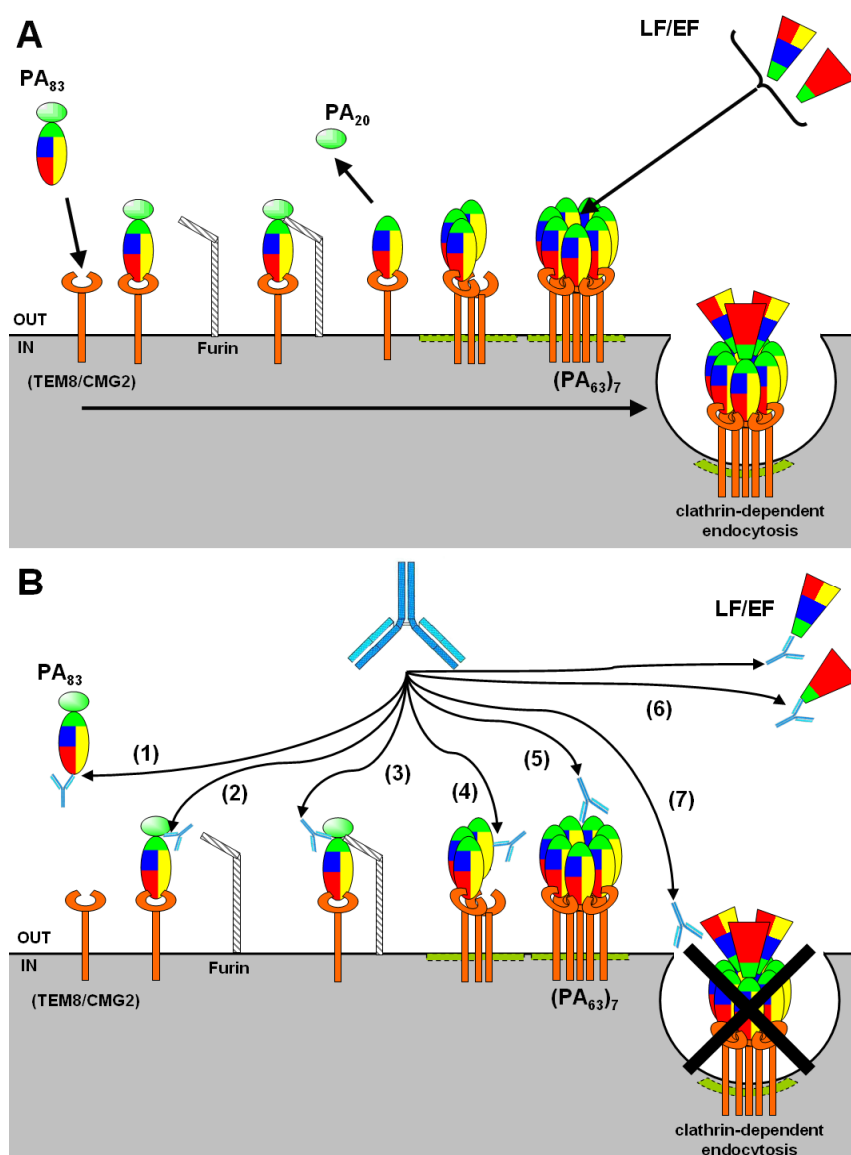 A
LF/EF
PA83
PA20
OUT
IN
Furin
(TEM8/CMG2)
(PA63)7
clathrin-dependent
endocytosis
B
LF/EF
PA83
(1)
(2)
(3)
(4)
(5)
(6)
(7)
OUT
IN
Furin
(TEM8/CMG2)
(PA63)7
clathrin-dependent
endocytosis